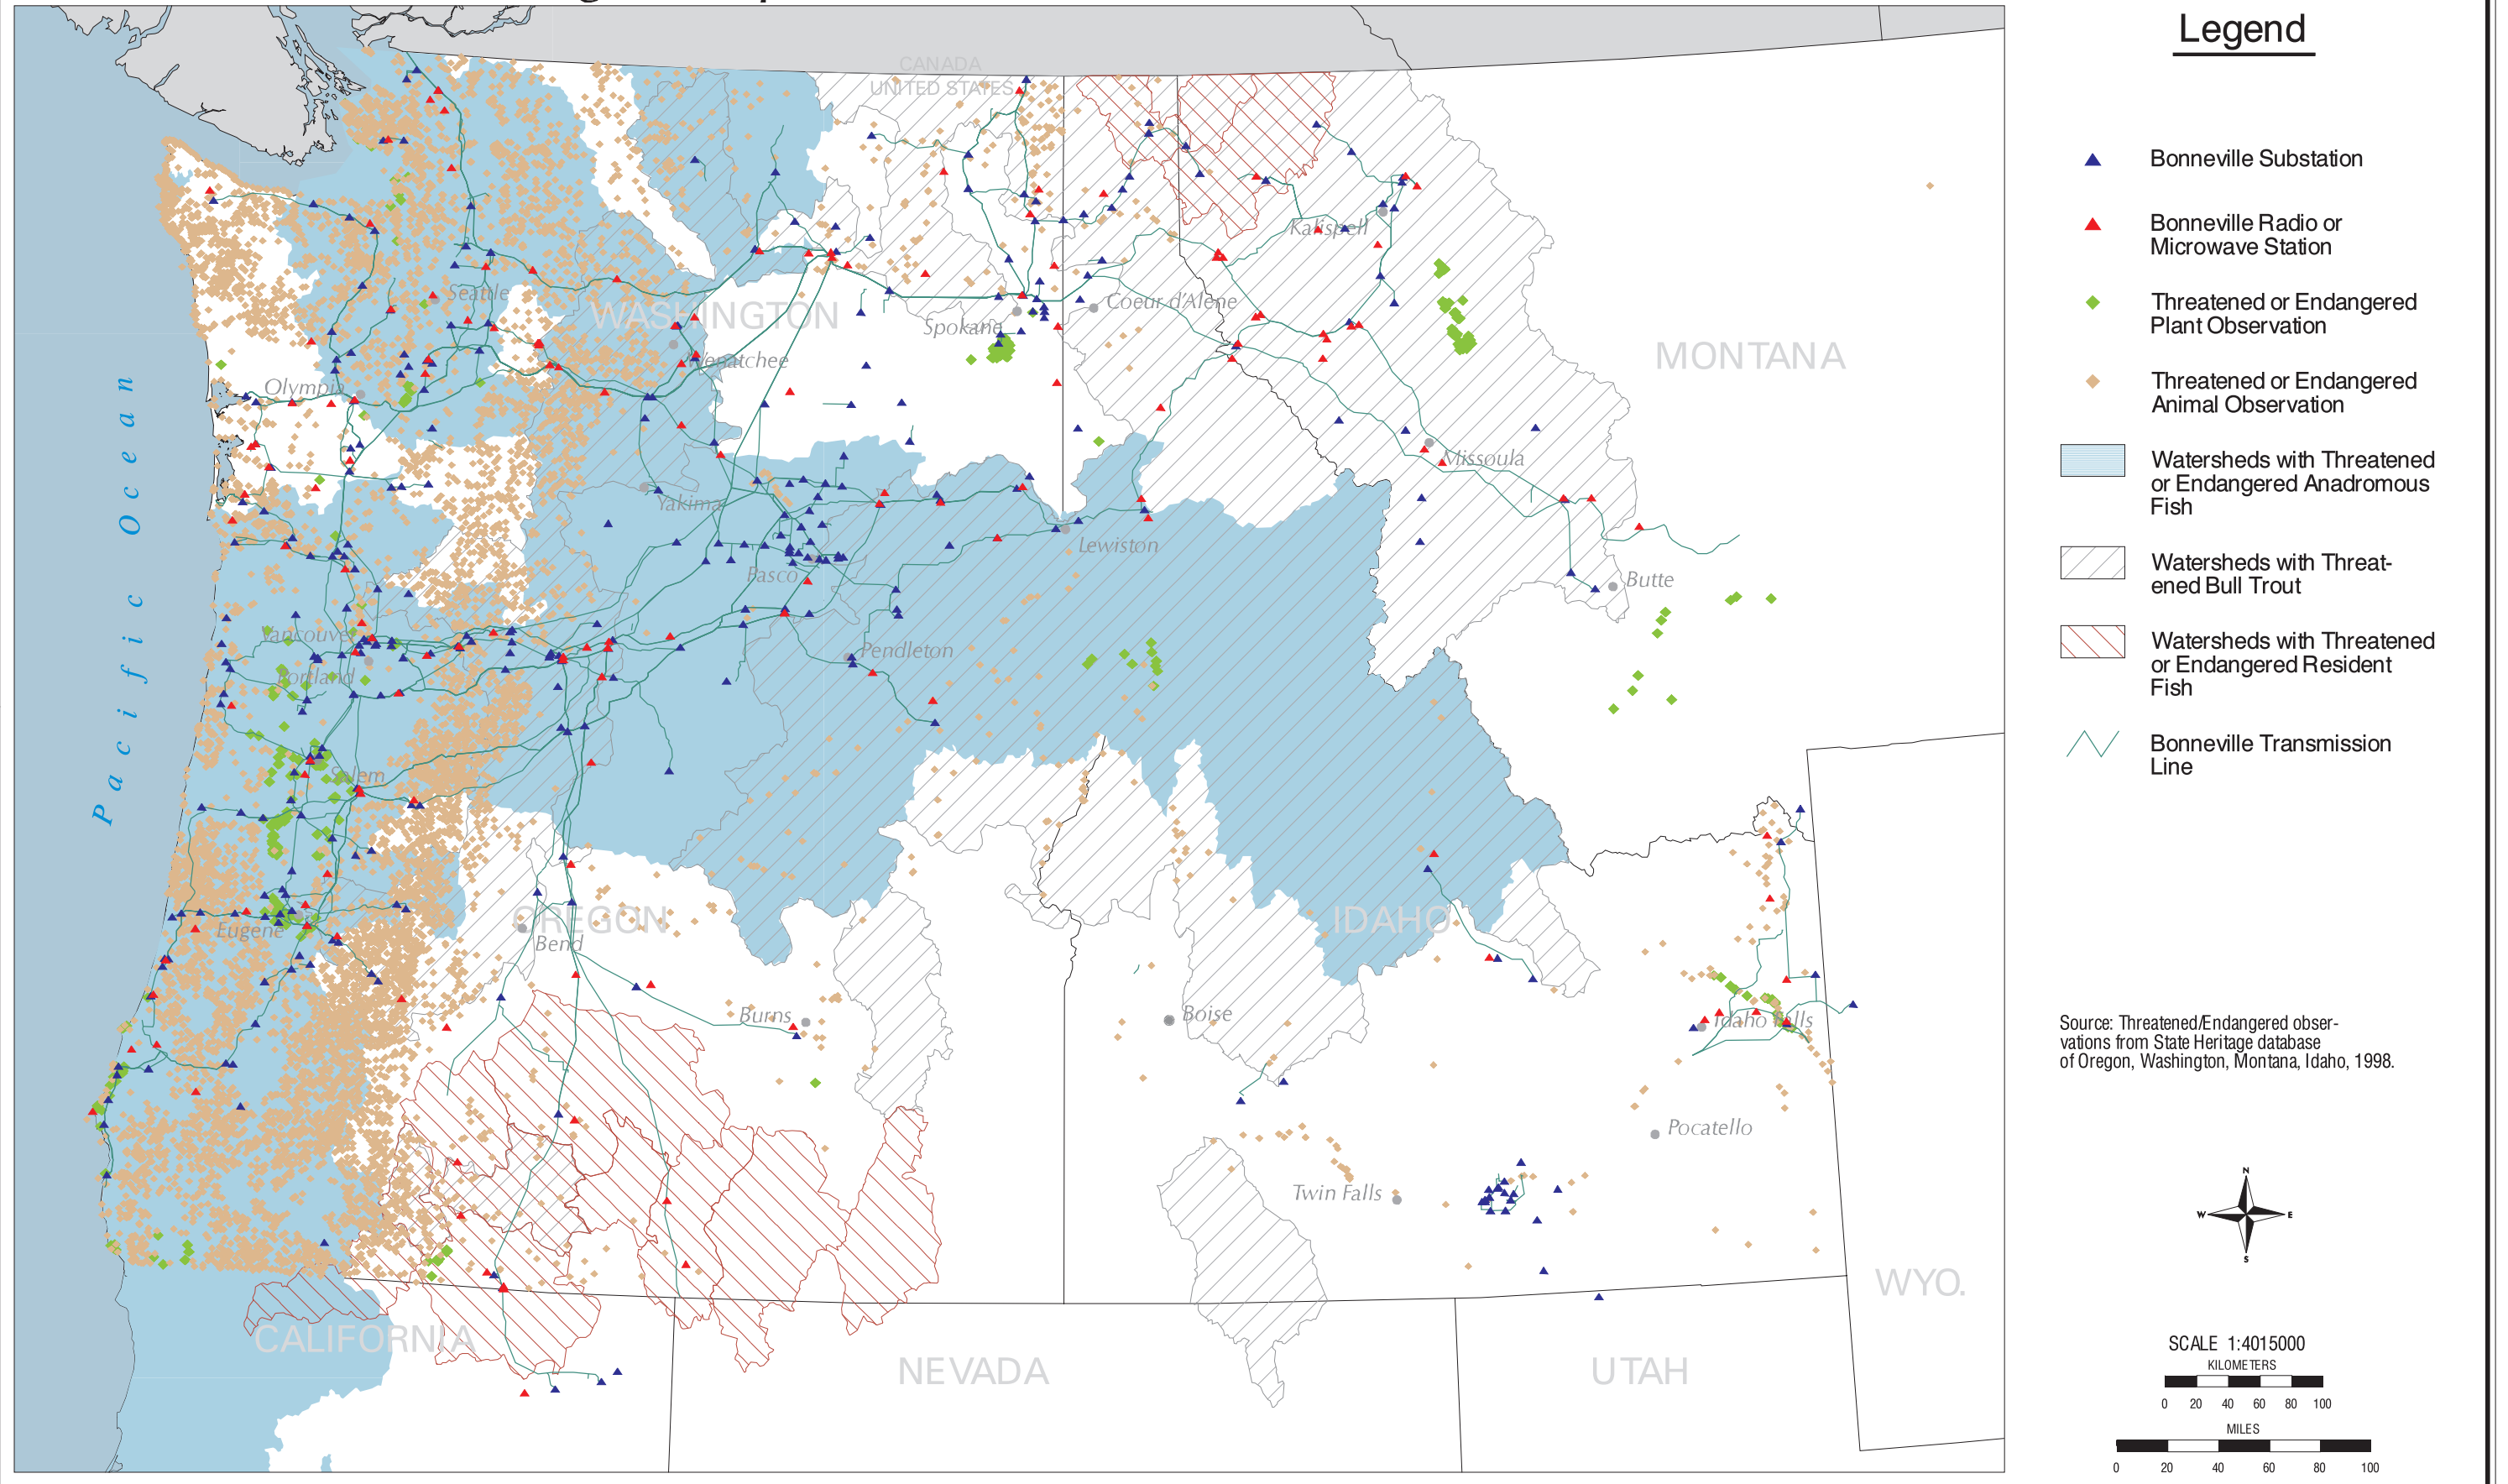 CANADA
UNITED STATES
WASHINGTON
Seattle
Wenatchee
Olympia
Spokane
Coeur d'Alene
Kalispell
MONTANA
Missoula
Yakima
Pasco
Lewiston
Butte
Vancouver
Portland
Pendleton
Pacific Ocean
Salem
OREGON
Eugene
Bend
IDAHO
Burns
Boise
Idaho Falls
Pocatello
Twin Falls
WYO.
CALIFORNIA
NEVADA
UTAH
Legend
Bonneville Substation
Bonneville Radio or
Microwave Station
Threatened or Endangered
Plant Observation
Threatened or Endangered
Animal Observation
Watersheds with Threatened
or Endangered Anadromous
Fish
Watersheds with Threat-
ened Bull Trout
Watersheds with Threatened
or Endangered Resident
Fish
Bonneville Transmission
Line
Source: Threatened/Endangered obser-
vations from State Heritage database
of Oregon, Washington, Montana, Idaho, 1998.
N
W E
S
SCALE 1:4015000
KILOMETERS
0 20 40 60 80 100
MILES
0 20 40 60 80 100